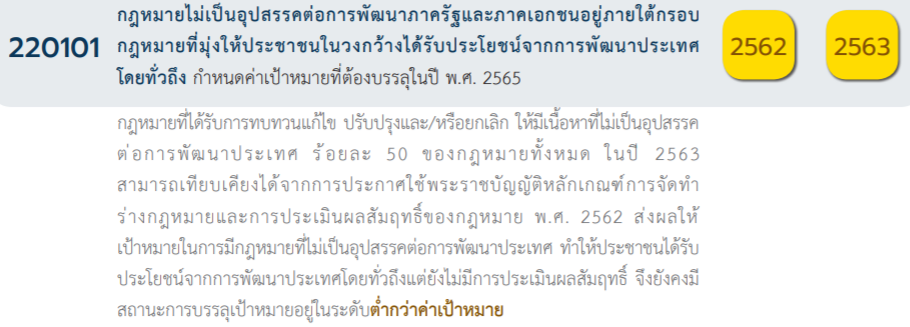 220101
กฎหมายไม่เป็นอุปสรรคต่อการพัฒนาภาครัฐและภาคเอกชนอยู่ภายใต้กรอบ
กฎหมายที่มุ่งให้ประชาชนในวงกว้างได้รับประโยชน์จากการพัฒนาประเทศ
โดยทั่วถึง กำหนดค่าเป้าหมายที่ต้องบรรลุในปี พ.ศ. 2565
2562
2563
กฎหมายที่ได้รับการทบทวนแก้ไข ปรับปรุงและ/หรือยกเลิก ให้มีเนื้อหาที่ไม่เป็นอุปสรรค
ต่อการพัฒนาประเทศ ร้อยละ 50 ของกฎหมายทั้งหมด ในปี 2563
สามารถเทียบเคียงได้จากการประกาศใช้พระราชบัญญัติหลักเกณฑ์การจัดทำ
ร่างกฎหมายและการประเมินผลสัมฤทธิ์ของกฎหมาย พ.ศ. 2562 ส่งผลให้
เป้าหมายในการมีกฎหมายที่ไม่เป็นอุปสรรคต่อการพัฒนาประเทศ ทำให้ประชาชนได้รับ
ประโยชน์จากการพัฒนาประเทศโดยทั่วถึงแต่ยังไม่มีการประเมินผลสัมฤทธิ์ จึงยังคงมี
สถานะการบรรลุเป้าหมายอยู่ในระดับต่ำกว่าค่าเป้าหมาย